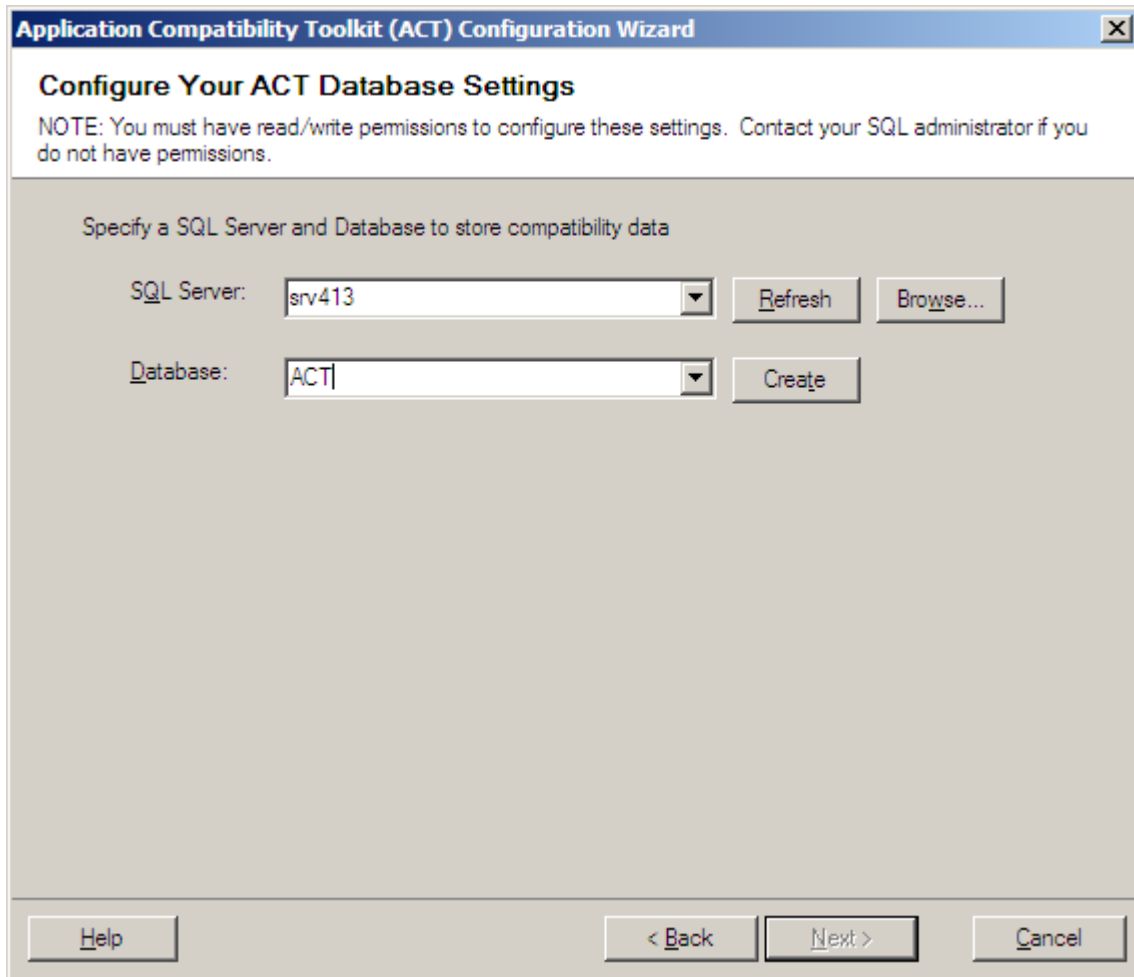 Application Compatibility Toolkit (ACT) Configuration Wizard
Configure Your ACT Database Settings
NOTE: You must have read/write permissions to configure these settings. Contact your SQL administrator if you
do not have permissions.
Specify a SQL Server and Database to store compatibility data
SQL Server: srv413 Refresh Browse...
Database: ACT Create
Help < Back Next > Cancel